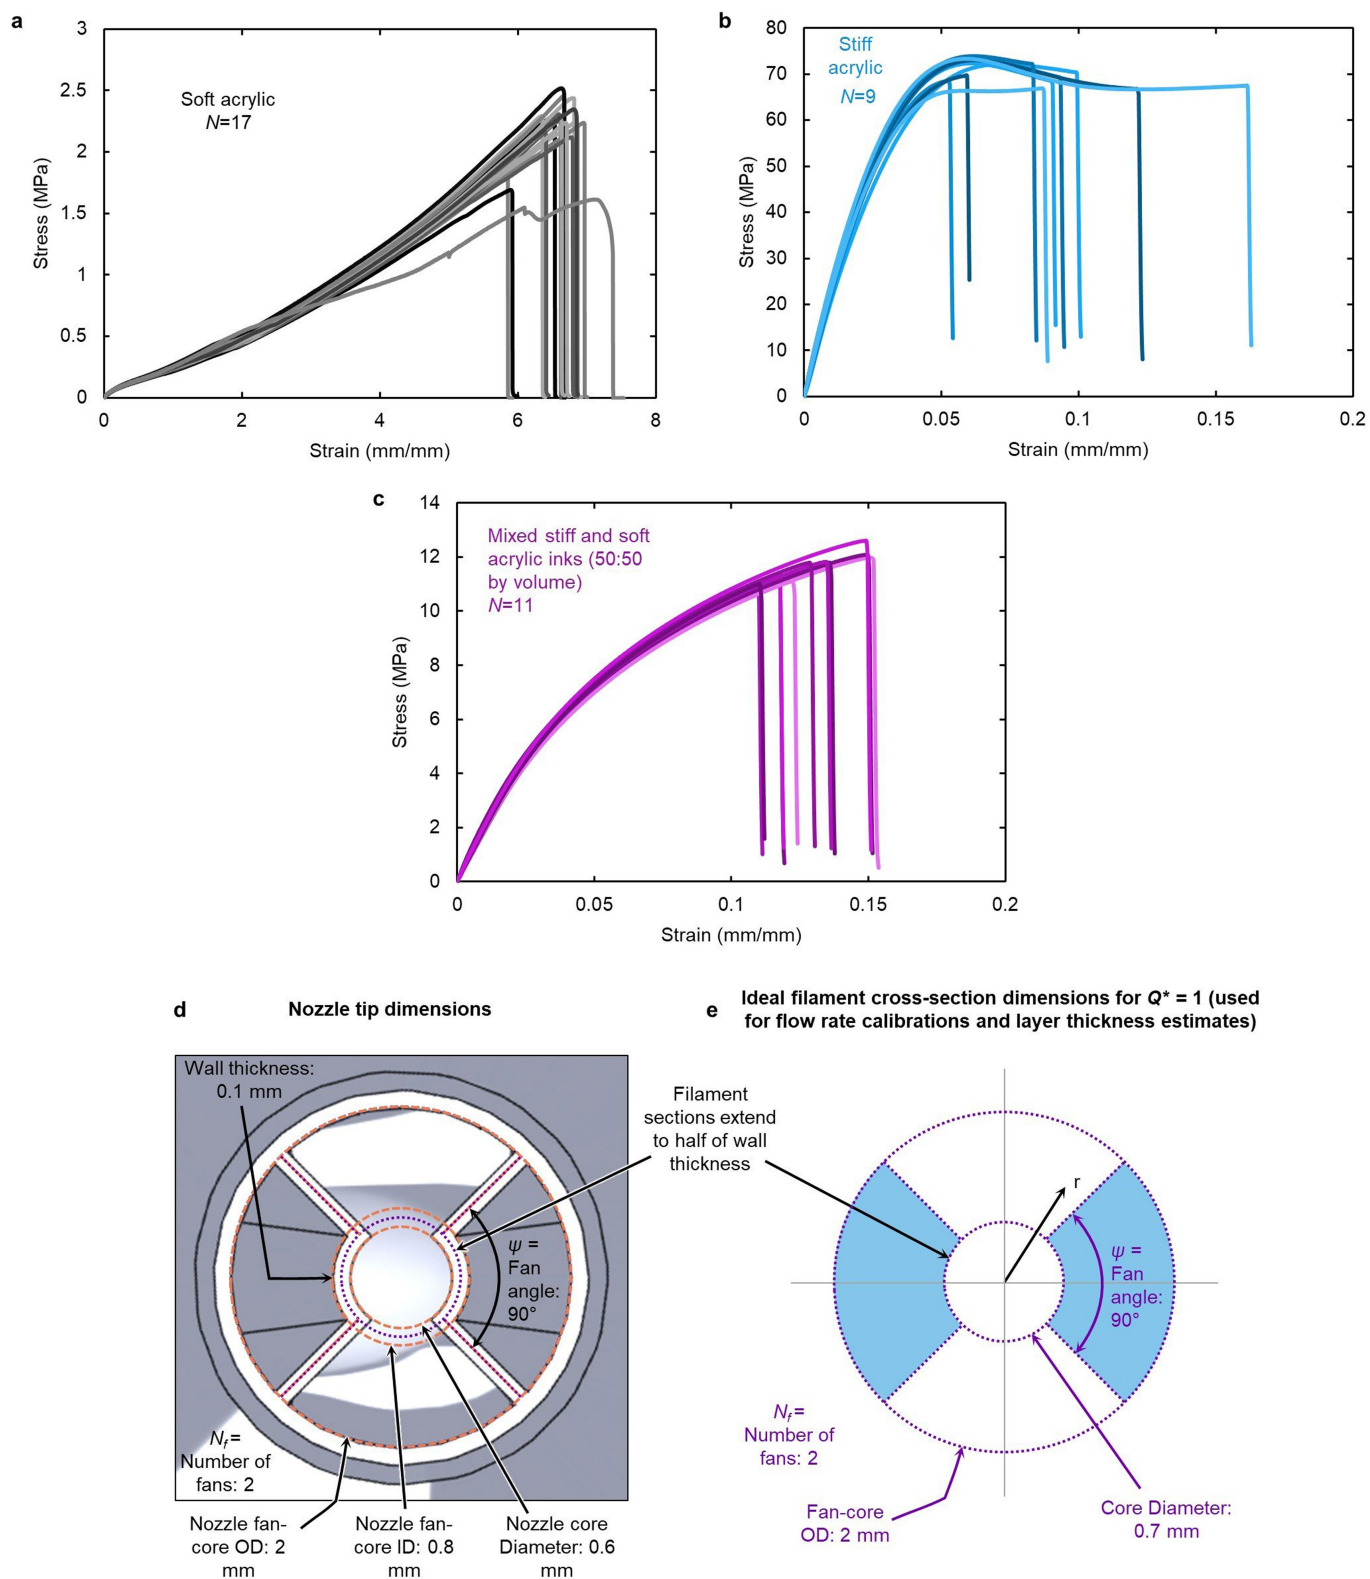 a
3
2.5
2
1.5
1
0.5
0
0
2
4
6
8
Stress (MPa)
Strain (mm/mm)
Soft acrylic
N=17
b
80
70
60
50
40
30
20
10
0
0
0.05
0.1
0.15
0.2
Stress (MPa)
Strain (mm/mm)
Stiff
acrylic
N=9
c
14
12
10
8
6
4
2
0
0
0.05
0.1
0.15
0.2
Stress (MPa)
Strain (mm/mm)
Mixed stiff and soft
acrylic inks (50:50
by volume)
N=11
d
Nozzle tip dimensions
Wall thickness:
0.1 mm
ψ =
Fan
angle:
90°
Nf =
Number of
fans: 2
Nozzle fan-
core OD: 2
mm
Nozzle fan-
core ID: 0.8
mm
Nozzle core
Diameter: 0.6
mm
Filament
sections extend
to half of wall
thickness
e
Ideal filament cross-section dimensions for Q* = 1 (used
for flow rate calibrations and layer thickness estimates)
r
ψ =
Fan
angle:
90°
Nf =
Number of
fans: 2
Fan-core
OD: 2 mm
Core Diameter:
0.7 mm